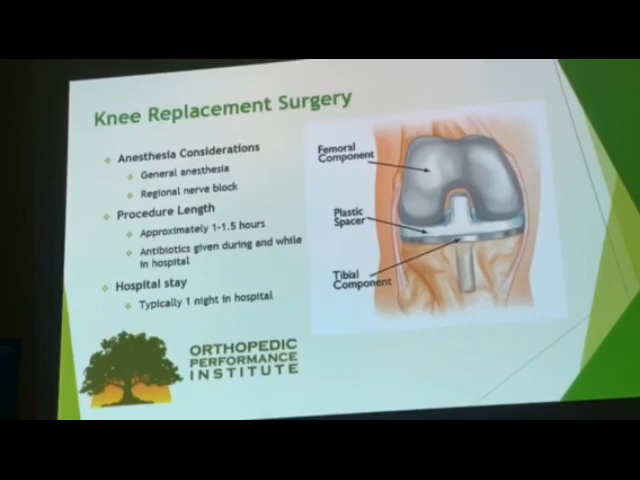 Knee Replacement Surgery
Anesthesia Considerations
General anesthesia
Regional nerve block
Procedure Length
Approximately 1-1.5 hours
Antibiotics given during and while
in hospital
Hospital stay
Typically 1 night in hospital
Femoral
Component
Plastic
Spacer
Tibial
Component
ORTHOPEDIC
PERFORMANCE
INSTITUTE